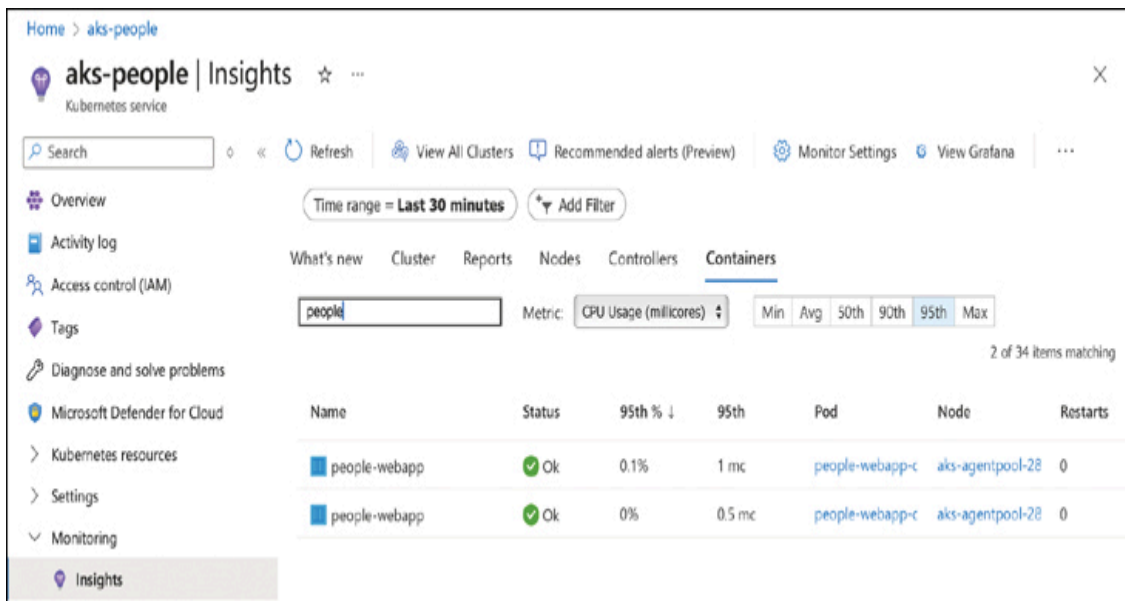 Home > aks-people
aks-people | Insights ☆ ...
Kubernetes service
Search
Refresh View All Clusters Recommended alerts (Preview) Monitor Settings View Grafana ...
Overview
Activity log
Access control (IAM)
Tags
Diagnose and solve problems
Microsoft Defender for Cloud
Kubernetes resources
Settings
Monitoring
Insights
Time range = Last 30 minutes Add Filter
What's new Cluster Reports Nodes Controllers Containers
people Metric: CPU Usage (millicores) Min Avg 50th 90th 95th Max
2 of 34 items matching
Name Status 95th % ↓ 95th Pod Node Restarts
people-webapp Ok 0.1% 1 mc people-webapp-c aks-agentpool-28 0
people-webapp Ok 0% 0.5 mc people-webapp-c aks-agentpool-28 0